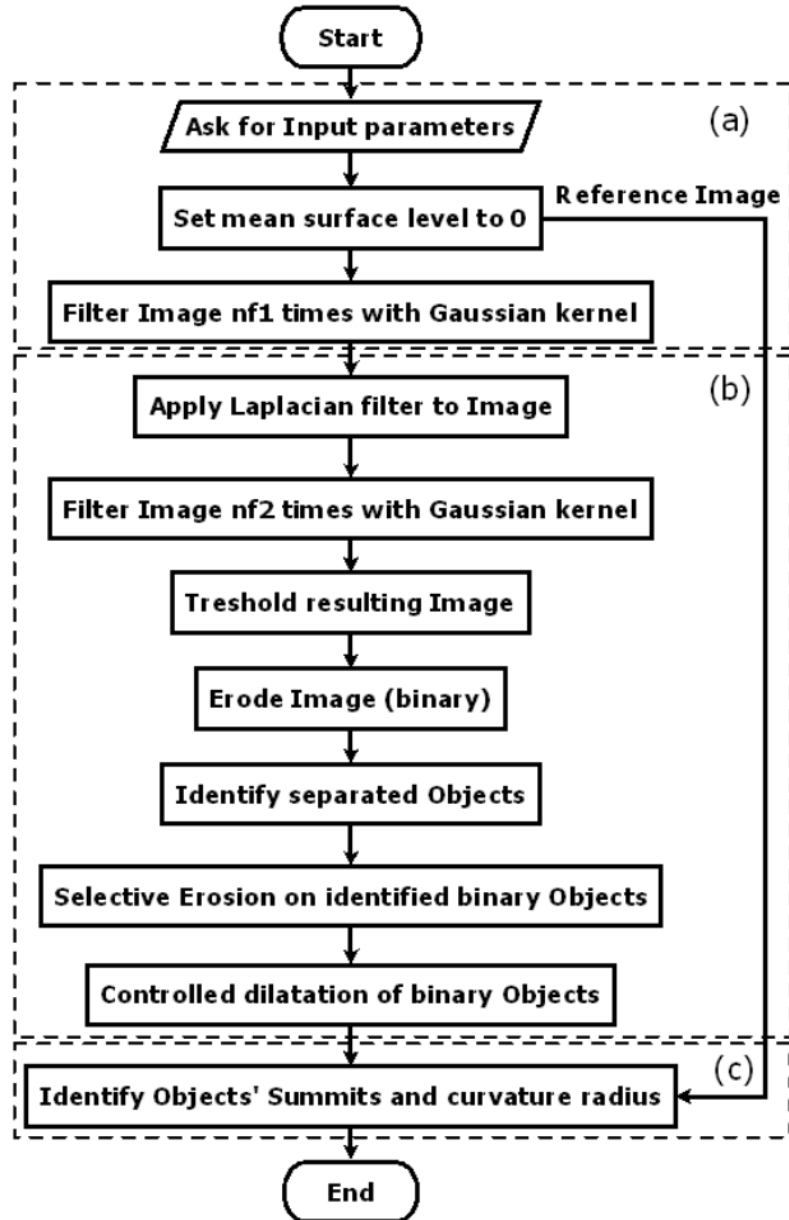 Start
(a)
Ask for Input parameters
Reference Image
Set mean surface level to 0
Filter Image nf1 times with Gaussian kernel
(b)
Apply Laplacian filter to Image
Filter Image nf2 times with Gaussian kernel
Treshold resulting Image
Erode Image (binary)
Identify separated Objects
Selective Erosion on identified binary Objects
Controlled dilatation of binary Objects
(c)
Identify Objects' Summits and curvature radius
End